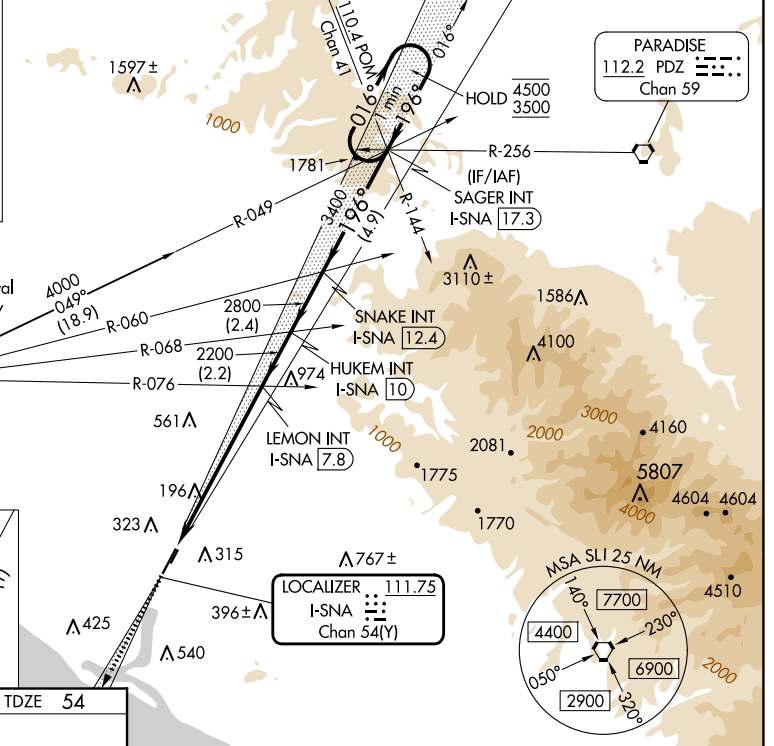 110.4 POM
Chan 41
016°
016°
1 min
196°
HOLD 4500
3500
PARADISE
112.2 PDZ
Chan 59
1597 ±
1000
1781
R-256
(IF/IAF)
SAGER INT
I-SNA 17.3
R-049
3400
196°
(4.9)
R-144
3110 ±
1586
4000
049°
(18.9)
R-060
2800
(2.4)
SNAKE INT
I-SNA 12.4
4100
R-068
2200
(2.2)
HUKEM INT
I-SNA 10
R-076
974
3000
561
LEMON INT
I-SNA 7.8
1000
2000
4160
2081
1775
5807
196
4604
4604
4000
323
1770
315
767 ±
MSA SLI 25 NM
4510
LOCALIZER 111.75
I-SNA
Chan 54(Y)
140°
7700
230°
4400
425
396 ±
6900
540
050°
2900
320°
2000
TDZE 54